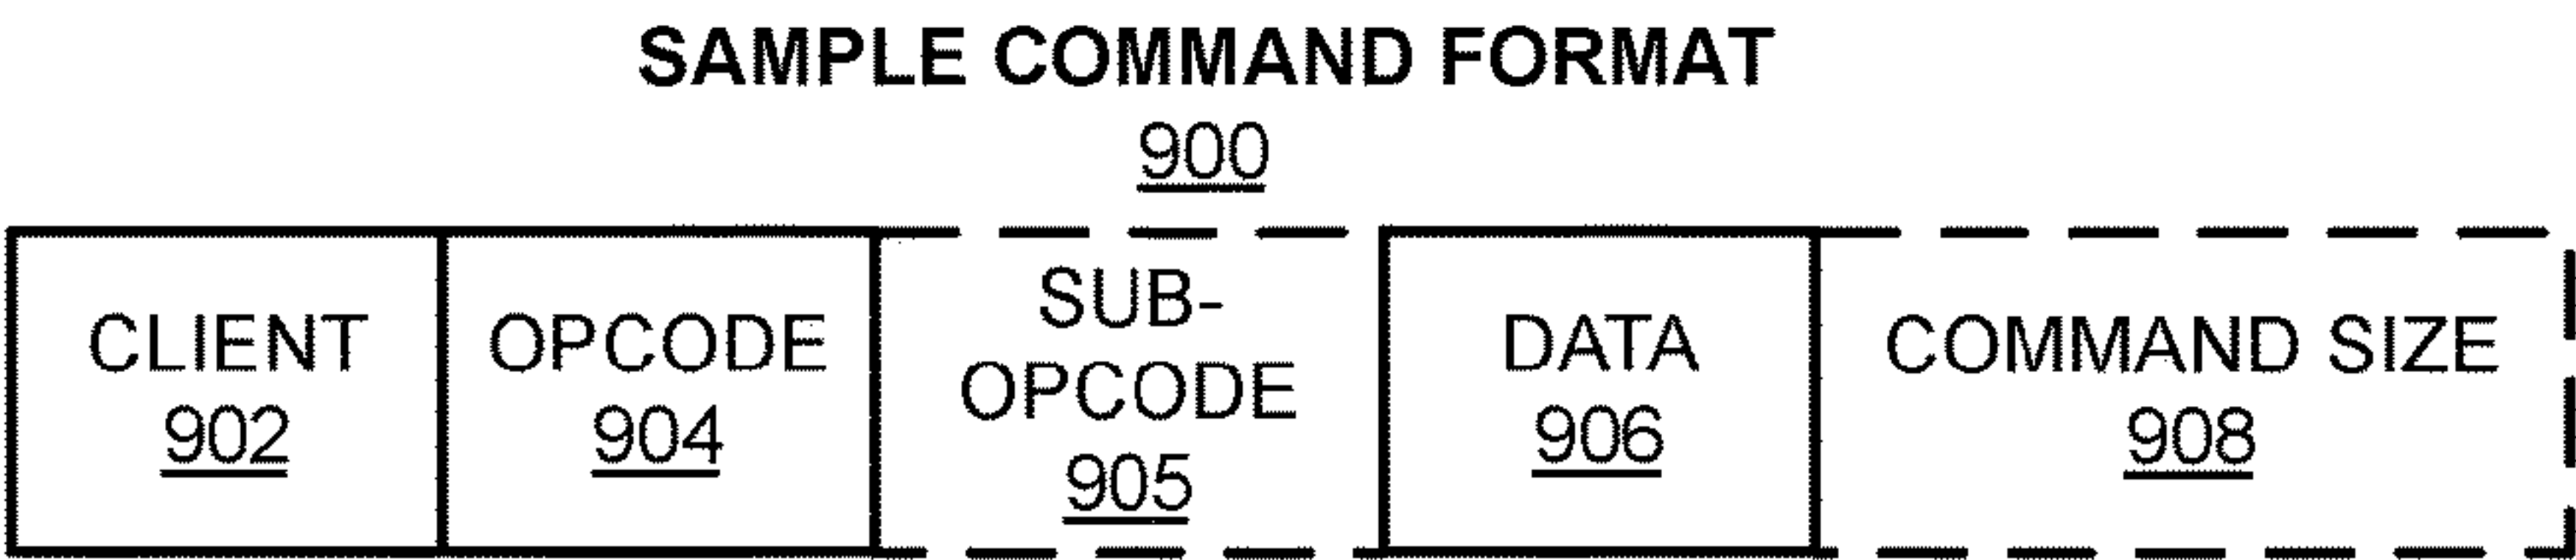 SAMPLE COMMAND FORMAT
900
CLIENT
902
OPCODE
904
SUB-
OPCODE
905
DATA
906
COMMAND SIZE
908